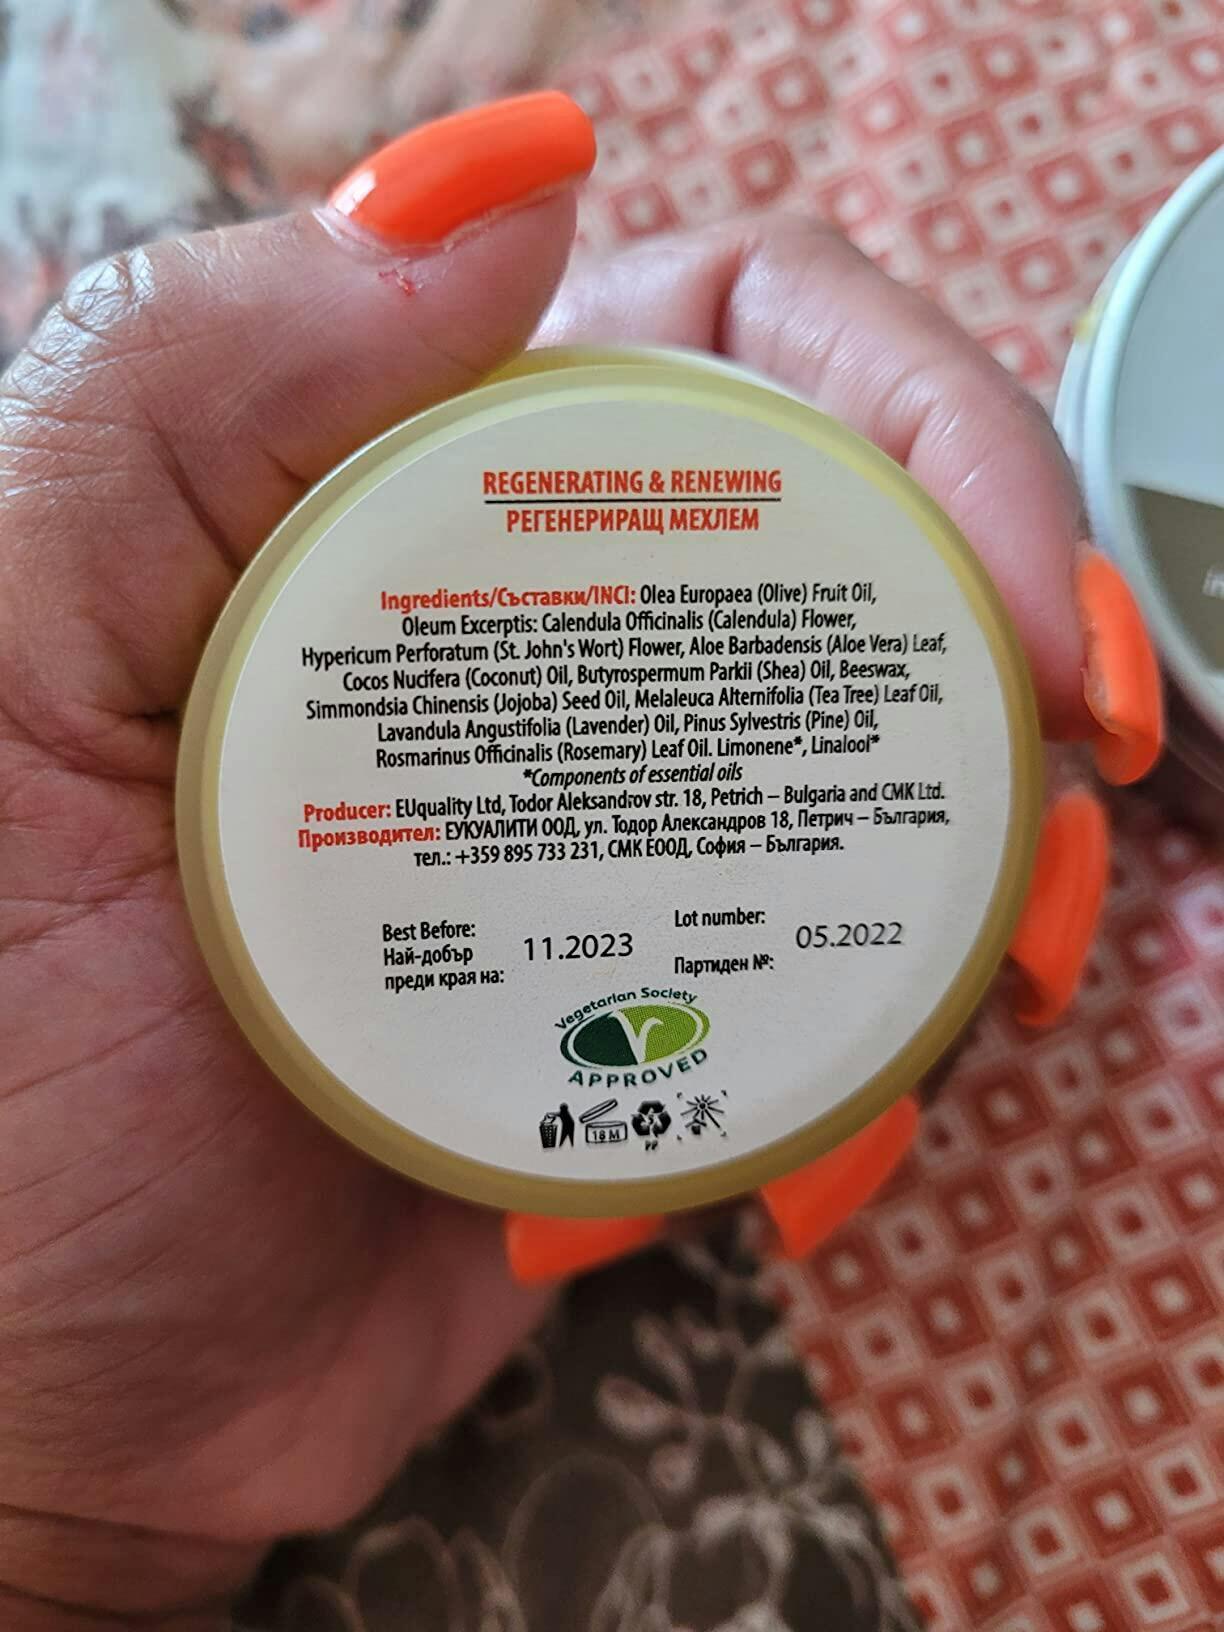 REGENERATING & RENEWING
РЕГЕНЕРИРАЩ МЕХЛЕМ
Ingredients/Съставки/INCI: Olea Europaea (Olive) Fruit Oil,
Oleum Excerptis: Calendula Officinalis (Calendula) Flower,
Hypericum Perforatum (St. John's Wort) Flower, Aloe Barbadensis (Aloe Vera) Leaf,
Cocos Nucifera (Coconut) Oil, Butyrospermum Parkii (Shea) Oil, Beeswax,
Simmondsia Chinensis (Jojoba) Seed Oil, Melaleuca Alternifolia (Tea Tree) Leaf Oil,
Lavandula Angustifolia (Lavender) Oil, Pinus Sylvestris (Pine) Oil,
Rosmarinus Officinalis (Rosemary) Leaf Oil. Limonene*, Linalool*
*Components of essential oils
Producer: EUquality Ltd, Todor Aleksandrov str. 18, Petrich – Bulgaria and CMK Ltd.
Производител: ЕУКУАЛИТИ ООД, ул. Тодор Александров 18, Петрич – България,
тел.: +359 895 733 231, СМК ЕООД, София – България.
Best Before:
Най-добър
преди края на:
11.2023
Lot number:
Партиден №:
05.2022
Vegetarian Society
APPROVED
18 M
5
PP